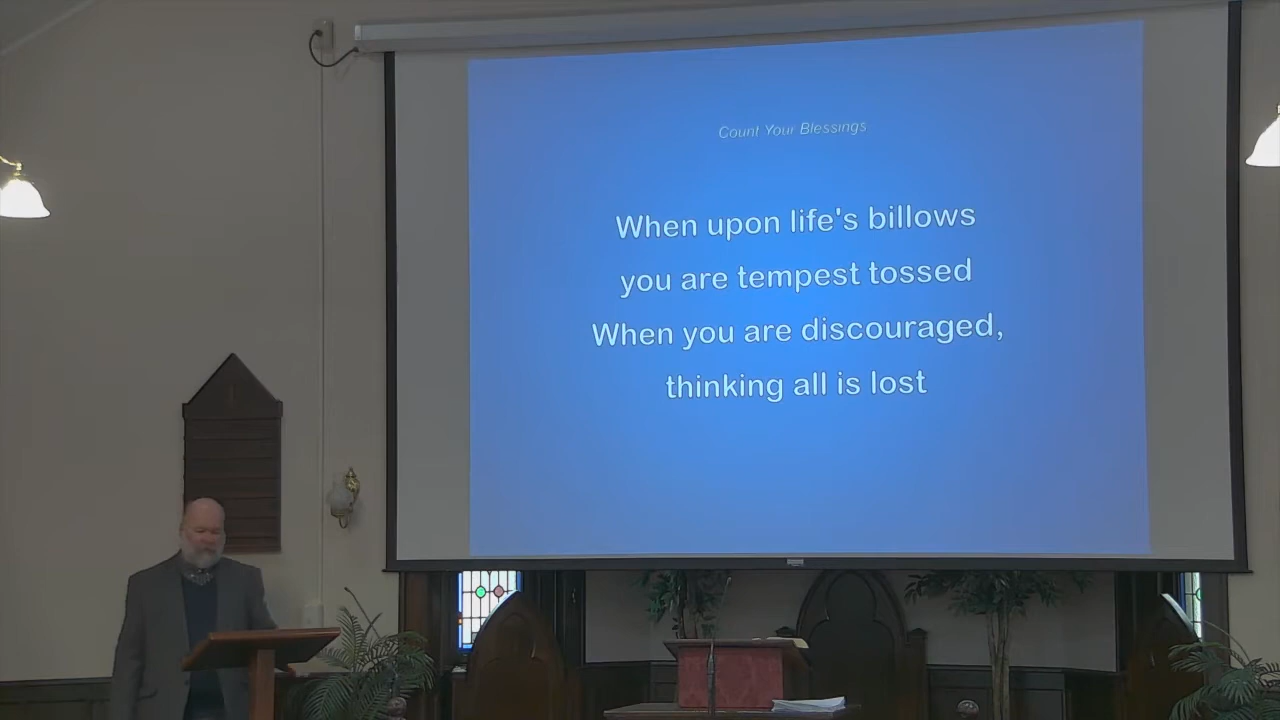 Count Your Blessings
When upon life's billows
you are tempest tossed
When you are discouraged,
thinking all is lost